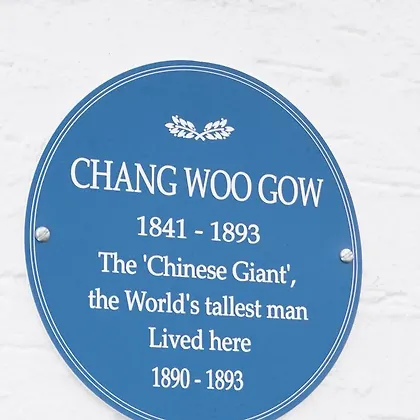 CHANG WOO GOW
1841 - 1893
The 'Chinese Giant',
the World's tallest man
Lived here
1890 - 1893